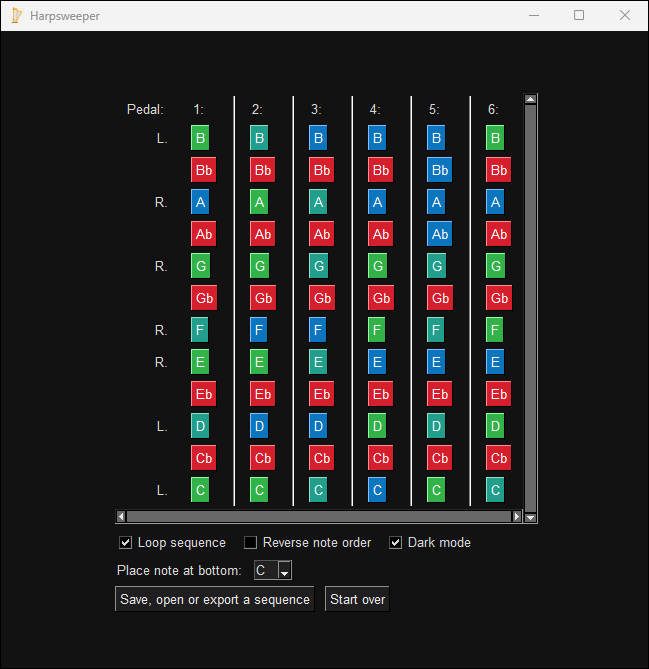 Harpsweeper
Pedal: 1: 2: 3: 4: 5: 6:
L. B B B B B B
Bb Bb Bb Bb Bb Bb
R. A A A A A A
Ab Ab Ab Ab Ab Ab
R. G G G G G G
Gb Gb Gb Gb Gb Gb
R. F F F F F F
R. E E E E E E
Eb Eb Eb Eb Eb Eb
L. D D D D D D
Cb Cb Cb Cb Cb Cb
L. C C C C C C
Loop sequence Reverse note order Dark mode
Place note at bottom: C
Save, open or export a sequence Start over